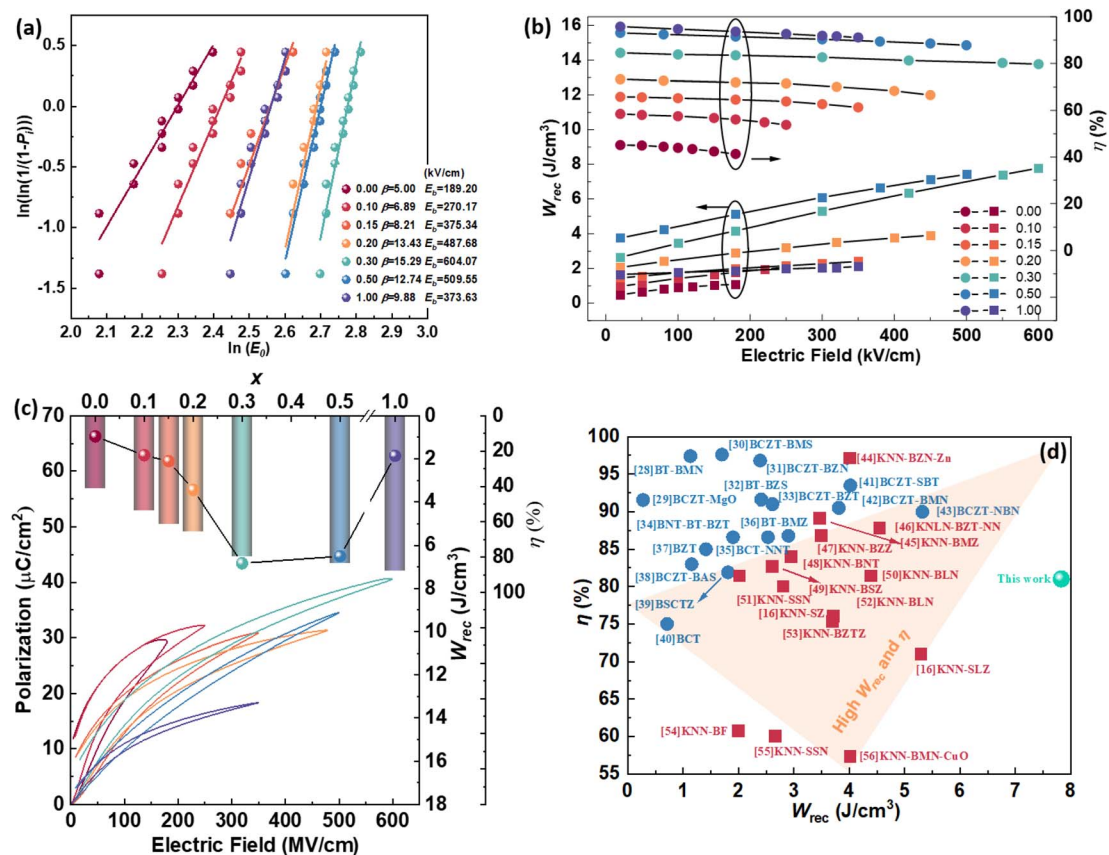 (a)
0.5
0.0
-0.5
-1.0
-1.5
ln(ln(1/(1-Pᵢ)))
(kV/cm)
0.00 β=5.00 E_b=189.20
0.10 β=6.89 E_b=270.17
0.15 β=8.21 E_b=375.34
0.20 β=13.43 E_b=487.68
0.30 β=15.29 E_b=604.07
0.50 β=12.74 E_b=509.55
1.00 β=9.88 E_b=373.63
2.0 2.1 2.2 2.3 2.4 2.5 2.6 2.7 2.8 2.9 3.0
ln (E₀)
(b)
16
14
12
10
8
6
4
2
0
W_rec (J/cm³)
100
80
60
40
20
0
η (%)
0.00
0.10
0.15
0.20
0.30
0.50
1.00
0 100 200 300 400 500 600
Electric Field (kV/cm)
(c)
x
0.0 0.1 0.2 0.3 0.4 0.5 1.0
70
60
50
40
30
20
10
0
Polarization (μC/cm²)
0
2
4
6
8
10
11
13
14
16
18
W_rec (J/cm³)
0
20
40
60
80
100
η (%)
0 100 200 300 400 500 600
Electric Field (MV/cm)
(d)
100
95
90
85
80
75
70
65
60
55
η (%)
[30]BCZT-BMS
[44]KNN-BZN-Zn
[28]BT-BMN
[31]BCZT-BZN
[32]BT-BZS
[41]BCZT-SBT
[29]BCZT-MgO
[33]BCZT-BZT
[42]BCZT-BMN
[43]BCZT-NBN
[34]BNT-BT-BZT
[36]BT-BMZ
[46]KNLN-BZT-NN
[45]KNN-BMZ
[37]BZT
[35]BCT-NNT
[47]KNN-BZZ
[48]KNN-BNT
[38]BCZT-BAS
[49]KNN-BSZ
[50]KNN-BLN
This work
[39]BSCTZ
[51]KNN-SSN
[52]KNN-BLN
[16]KNN-SZ
[40]BCT
[53]KNN-BZTZ
[16]KNN-SLZ
High W_rec and η
[54]KNN-BF
[55]KNN-SSN
[56]KNN-BMN-CuO
0 1 2 3 4 5 6 7 8
W_rec (J/cm³)